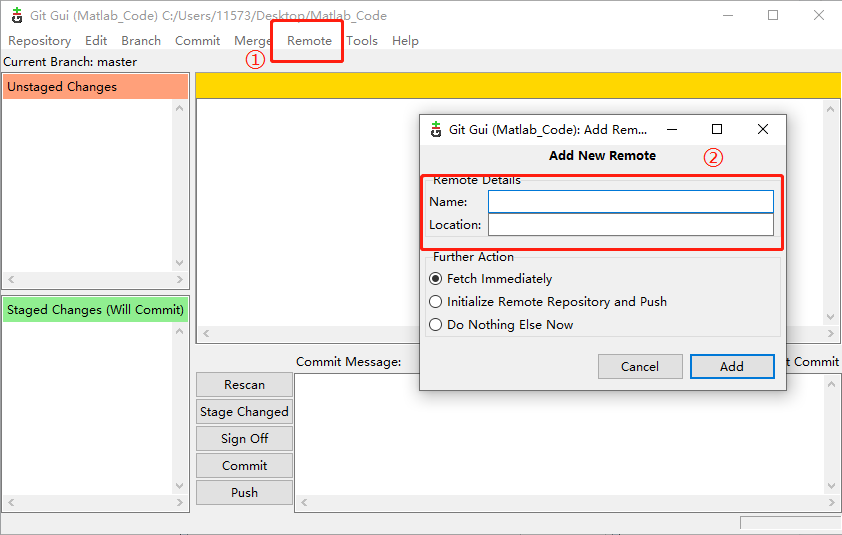 Git Gui (Matlab_Code) C:/Users/11573/Desktop/Matlab_Code
Repository Edit Branch Commit Merge Remote Tools Help
①
Current Branch: master
Unstaged Changes
Git Gui (Matlab_Code): Add Rem...
Add New Remote
②
Remote Details
Name:
Location:
Further Action
Fetch Immediately
Initialize Remote Repository and Push
Do Nothing Else Now
Cancel Add
Staged Changes (Will Commit)
Commit Message:
t Commit
Rescan
Stage Changed
Sign Off
Commit
Push